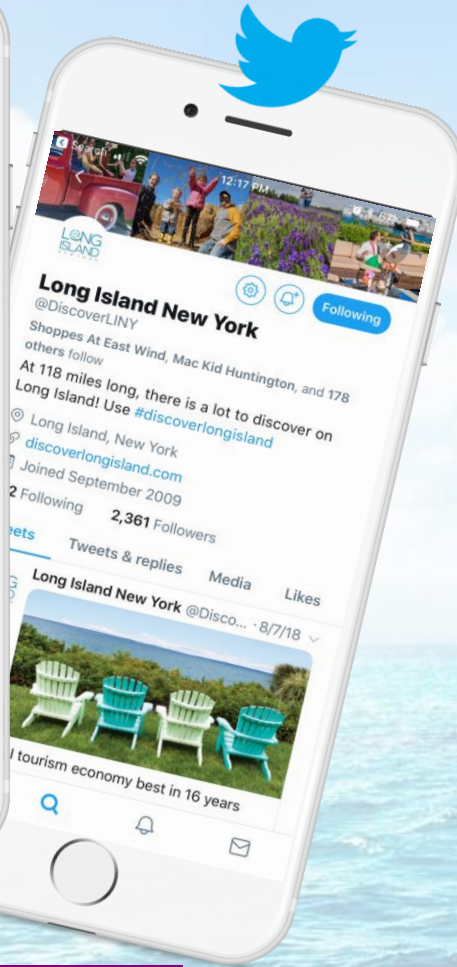 Search
12:17 PM
62%
LONG
ISLAND
Following
Long Island New York
@DiscoverLINY
Shoppes At East Wind, Mac Kid Huntington, and 178
others follow
At 118 miles long, there is a lot to discover on
Long Island! Use #discoverlongisland
Long Island, New York
discoverlongisland.com
Joined September 2009
2 Following 2,361 Followers
eets Tweets & replies Media Likes
Long Island New York @Disco... · 8/7/18
l tourism economy best in 16 years